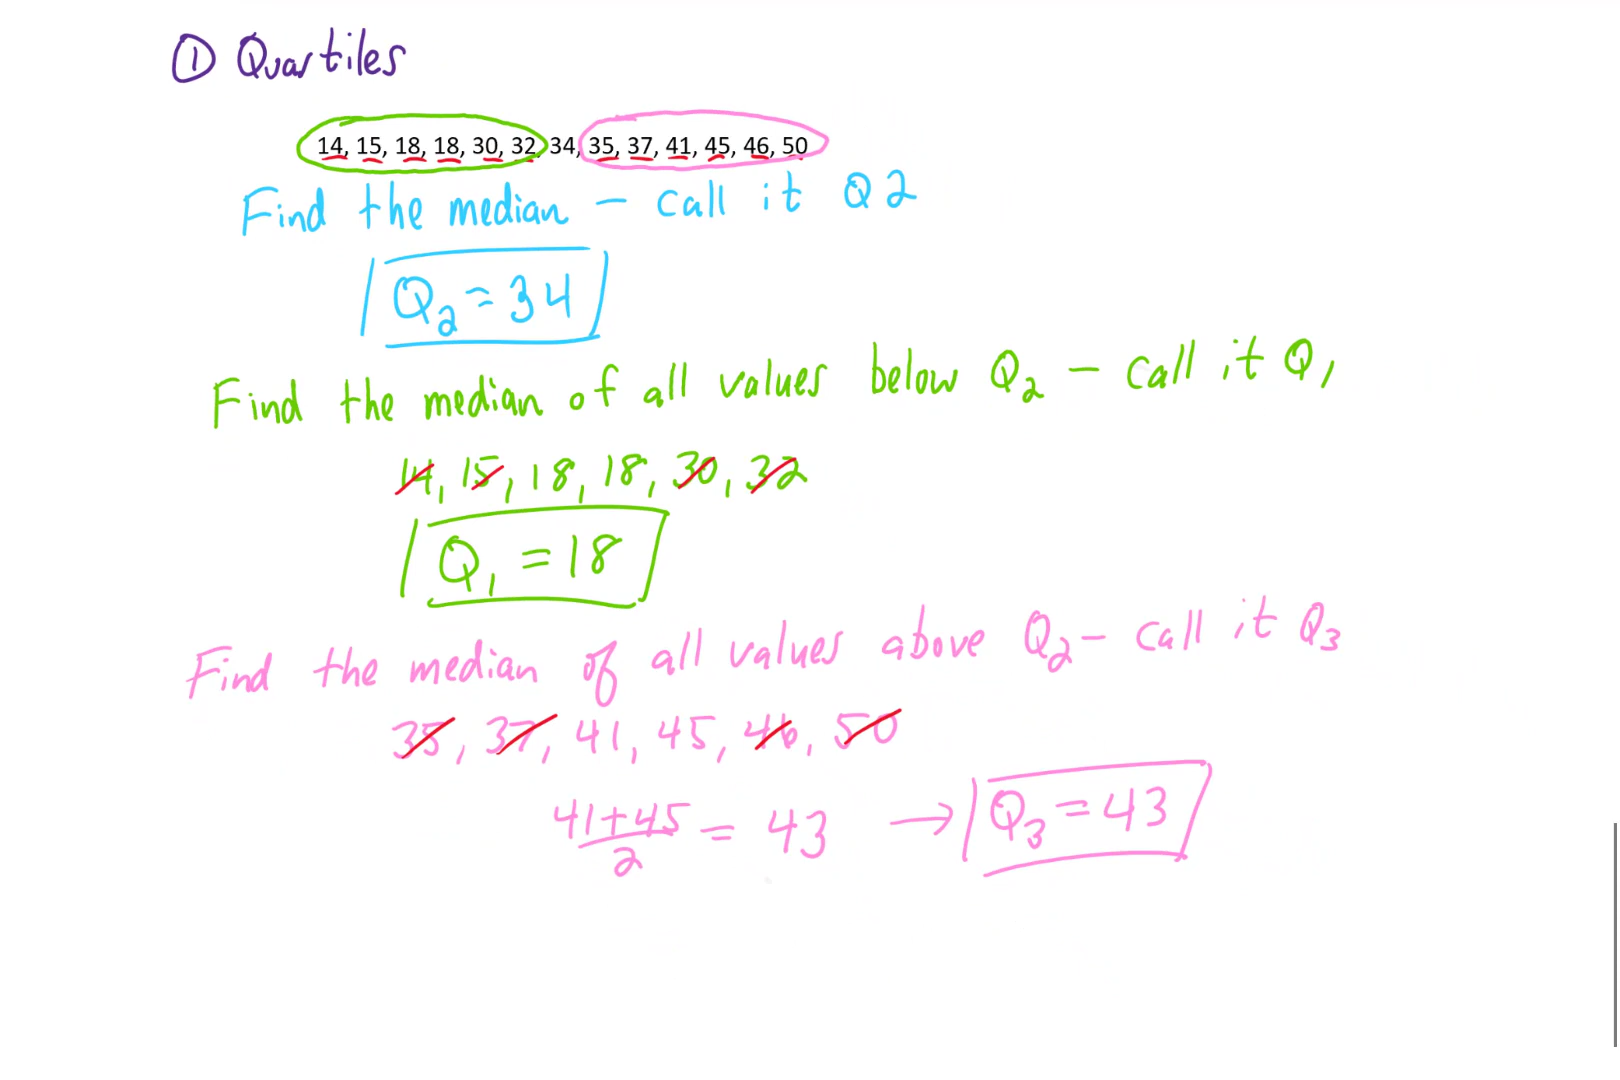 ① Quartiles
14, 15, 18, 18, 30, 32, 34, 35, 37, 41, 45, 46, 50
Find the median - call it Q2
Q₂ = 34
Find the median of all values below Q₂ - call it Q₁
14, 15, 18, 18, 30, 32
Q₁ = 18
Find the median of all values above Q₂ - call it Q₃
35, 37, 41, 45, 46, 50
41+45/2 = 43 → Q₃ = 43